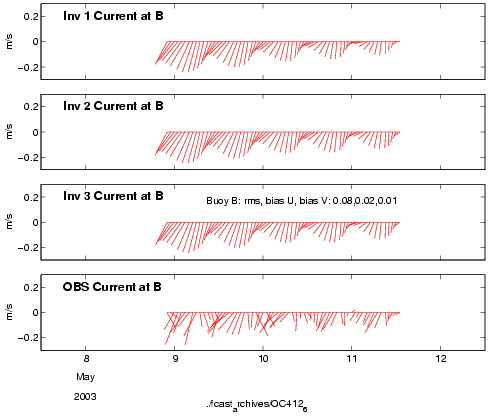 Inv 1 Current at B
0.2
0
−0.2
m/s
Inv 2 Current at B
0.2
0
−0.2
m/s
Inv 3 Current at B
Buoy B: rms, bias U, bias V: 0.08,0.02,0.01
0.2
0
−0.2
m/s
OBS Current at B
0.2
0
−0.2
m/s
8 9 10 11 12
May
2003
../fcastarchives/OC4126